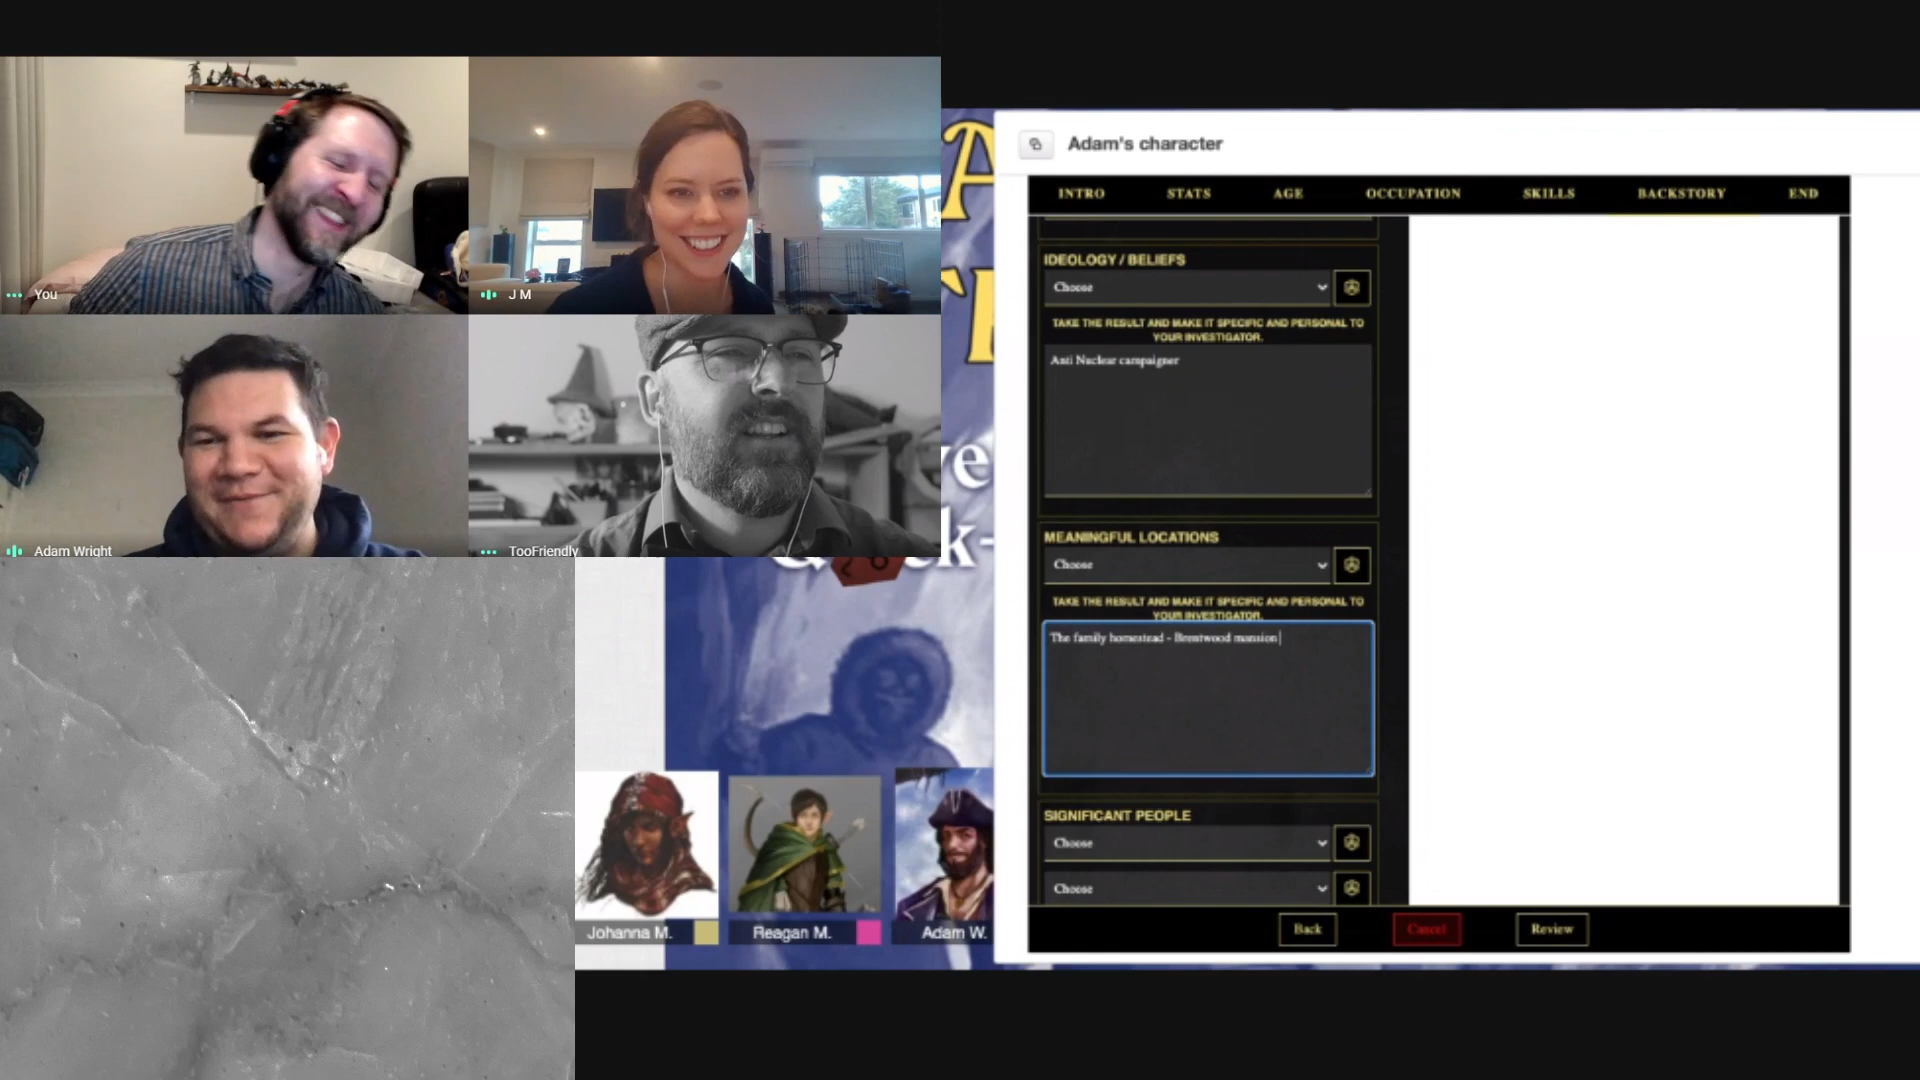 You
J M
Adam Wright
TooFriendly
Adam's character
INTRO STATS AGE OCCUPATION SKILLS BACKSTORY END
IDEOLOGY / BELIEFS
Choose
TAKE THE RESULT AND MAKE IT SPECIFIC AND PERSONAL TO
YOUR INVESTIGATOR.
Anti Nuclear campaigner
MEANINGFUL LOCATIONS
Choose
TAKE THE RESULT AND MAKE IT SPECIFIC AND PERSONAL TO
YOUR INVESTIGATOR.
The family homestead - Brentwood mansion
SIGNIFICANT PEOPLE
Choose
Choose
Back Cancel Review
Johanna M. Reagan M. Adam W.